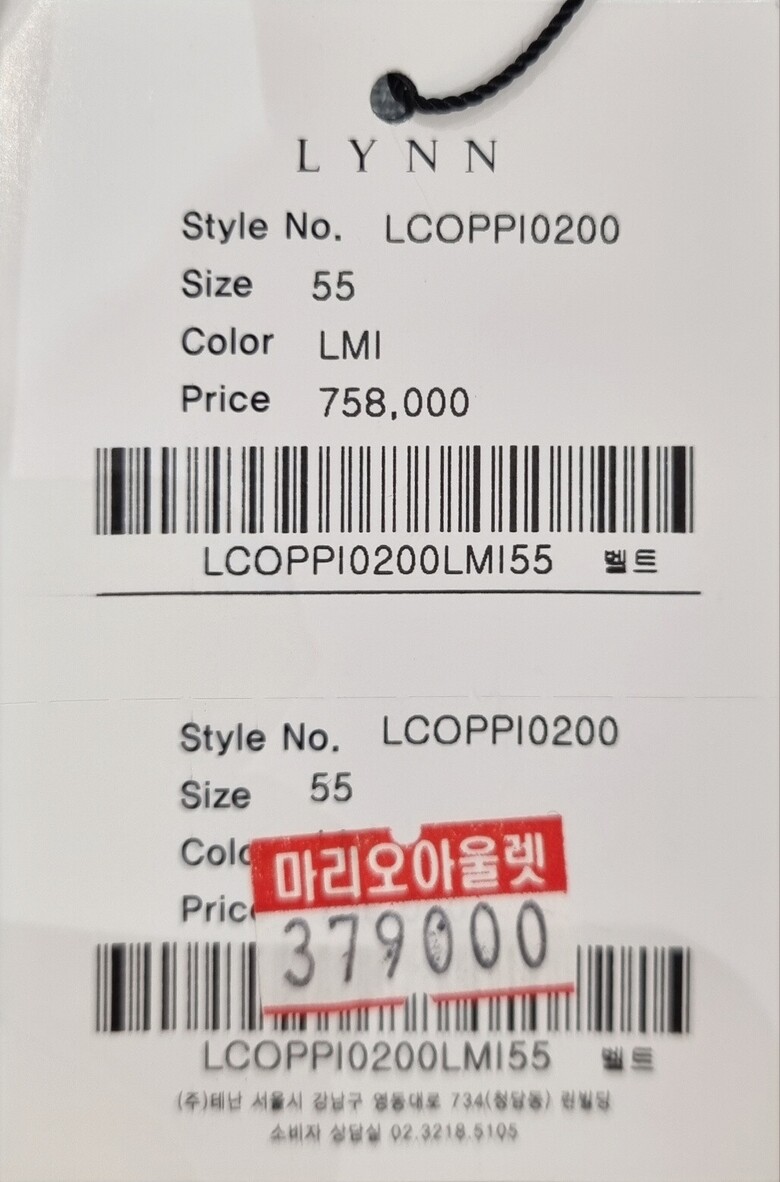 LYNN
Style No. LCOPPI0200
Size 55
Color LMI
Price 758,000
LCOPPI0200LMI55 벨트
Style No. LCOPPI0200
Size 55
마리오아울렛
379000
LCOPPI0200LMI55 벨트
(주)테남 서울시 강남구 영동대로 734(청담동) 린빌딩
소비자 상담실 02.3218.5105